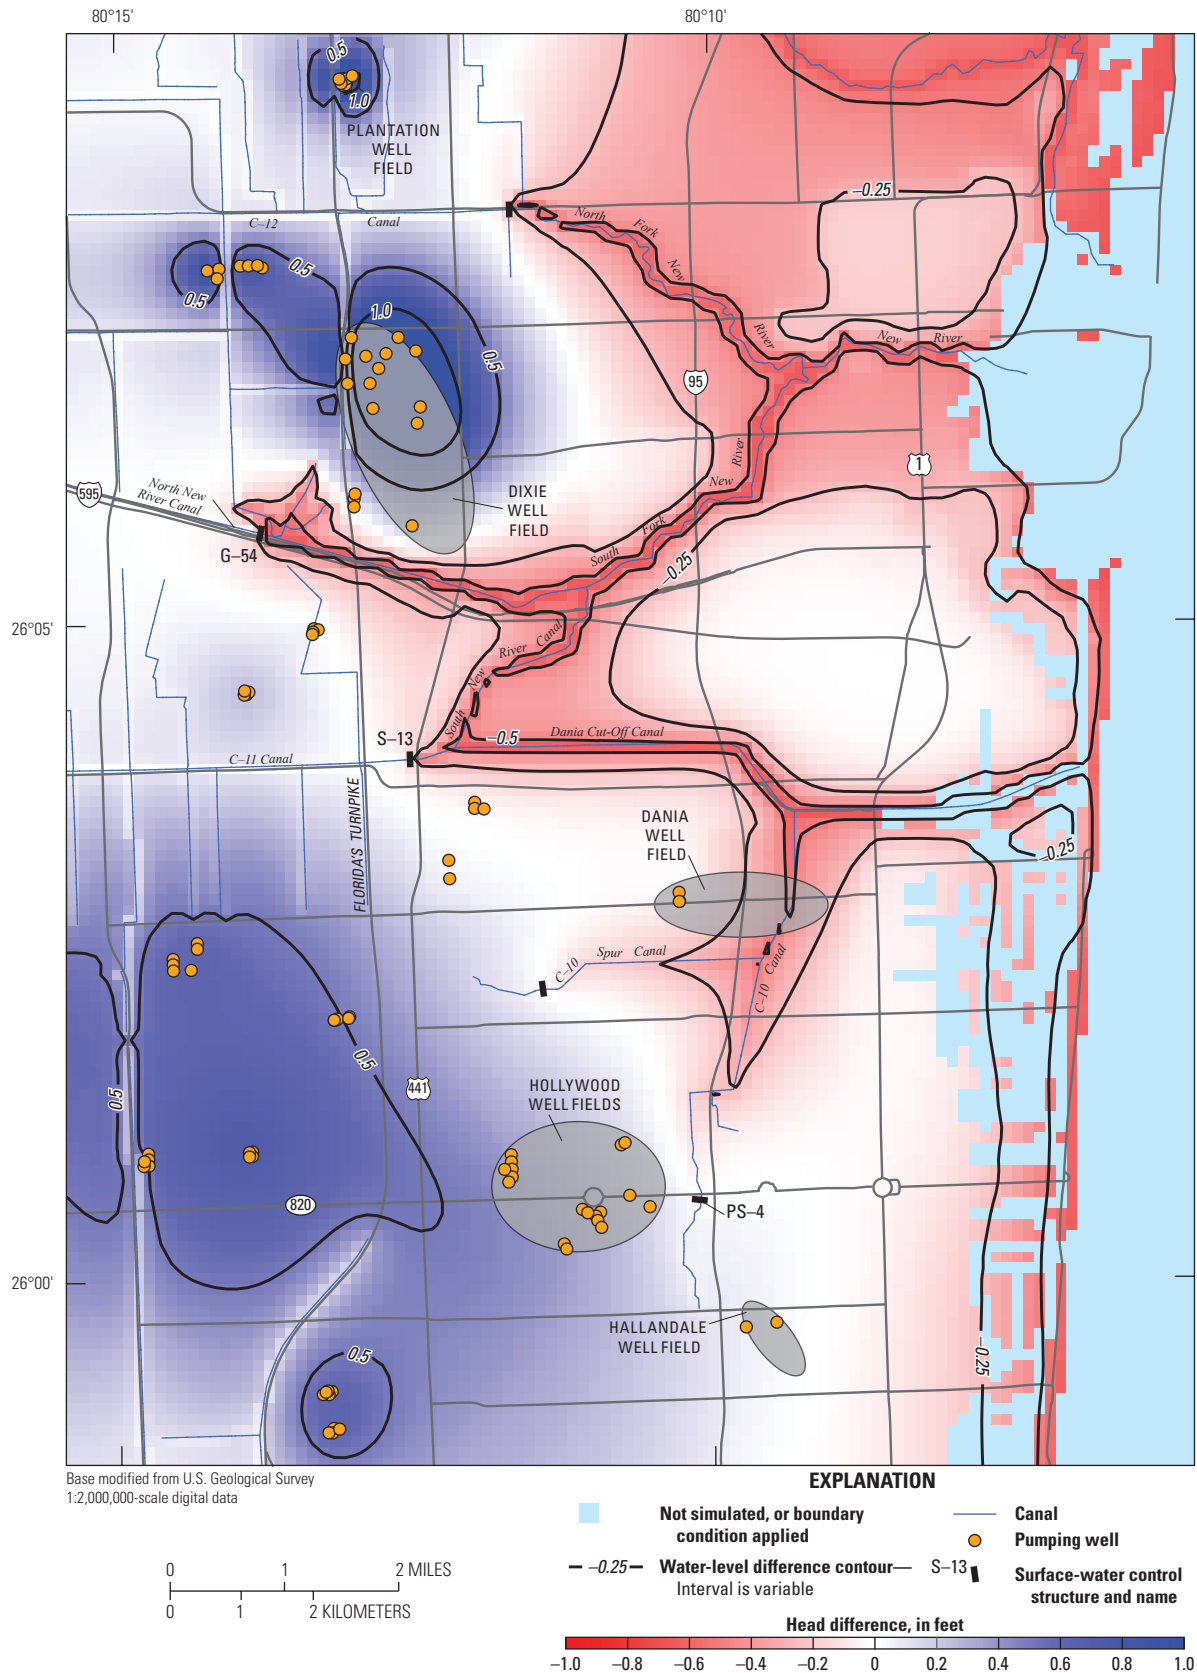 80°15'
80°10'
0.5
1.0
PLANTATION
WELL
FIELD
–0.25
C–12
Canal
North
Fork
New
River
0.5
0.5
1.0
0.5
New
River
95
1
595
North New
River Canal
DIXIE
WELL
FIELD
River
New
Fork
South
G–54
–0.25
26°05'
River Canal
New
South
S–13
–0.5
Dania Cut-Off Canal
C–11 Canal
FLORIDA'S TURNPIKE
DANIA
WELL
FIELD
–0.25
C–10
Spur Canal
C–10 Canal
0.5
0.5
441
HOLLYWOOD
WELL FIELDS
820
PS–4
26°00'
HALLANDALE
WELL FIELD
0.5
–0.25
Base modified from U.S. Geological Survey
1:2,000,000-scale digital data
EXPLANATION
Not simulated, or boundary
condition applied
–0.25
Water-level difference contour—
Interval is variable
Canal
Pumping well
S–13
Surface-water control
structure and name
0 1 2 MILES
0 1 2 KILOMETERS
Head difference, in feet
–1.0 –0.8 –0.6 –0.4 –0.2 0 0.2 0.4 0.6 0.8 1.0